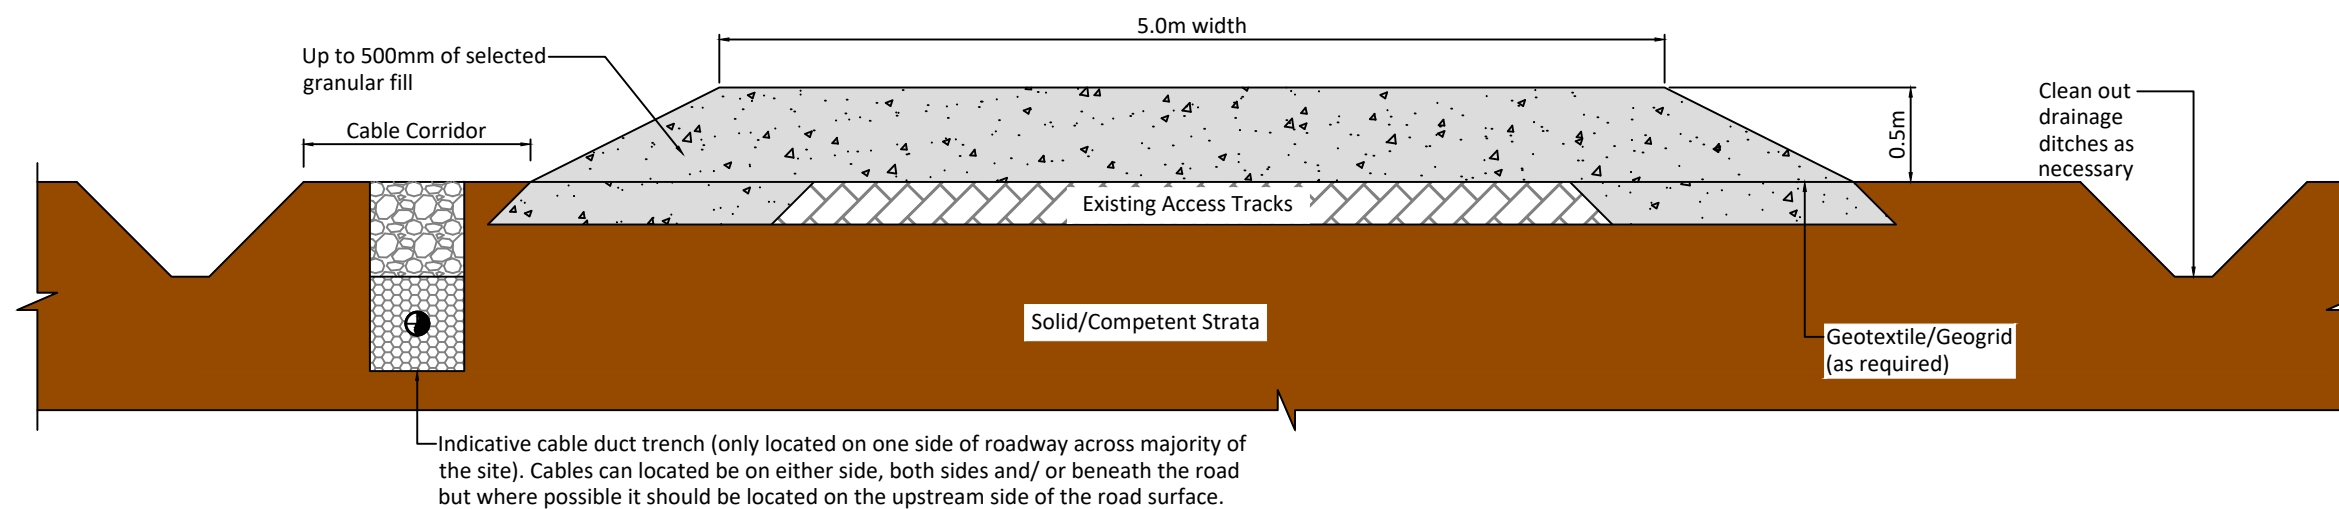 5.0m width
Up to 500mm of selected
granular fill
Cable Corridor
0.5m
Clean out
drainage
ditches as
necessary
Existing Access Tracks
Solid/Competent Strata
Geotextile/Geogrid
(as required)
Indicative cable duct trench (only located on one side of roadway across majority of
the site). Cables can located be on either side, both sides and/ or beneath the road
but where possible it should be located on the upstream side of the road surface.